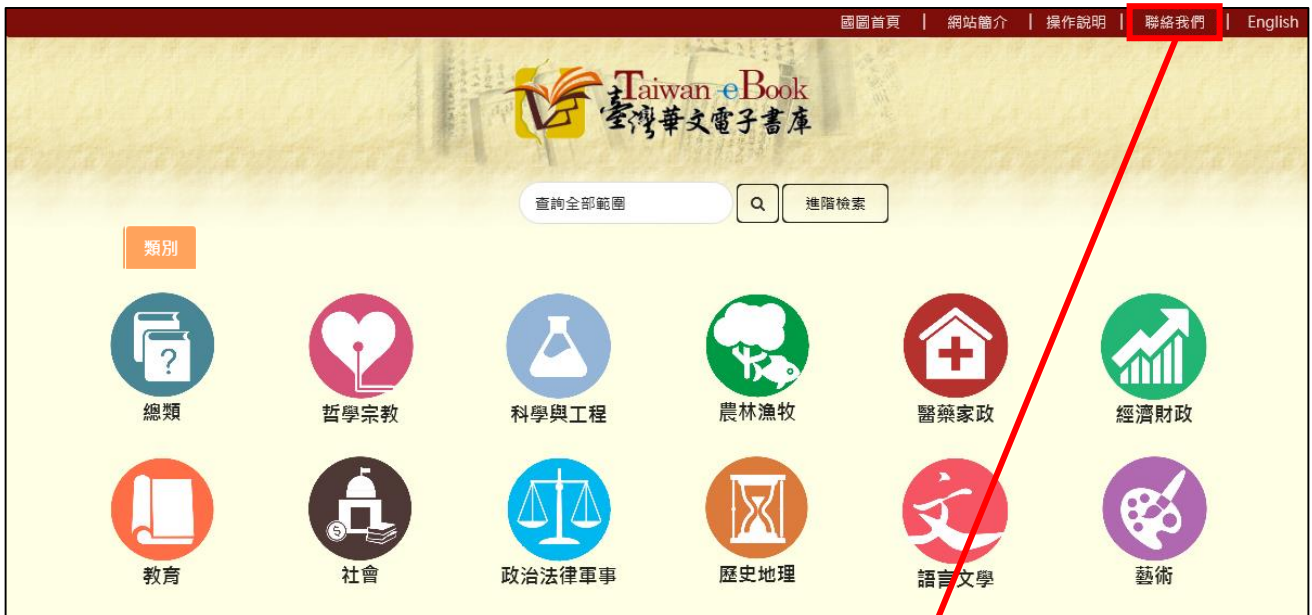 國圖首頁 | 網站簡介 | 操作說明 | 聯絡我們 | English
Taiwan eBook
臺灣華文電子書庫
查詢全部範圍 進階檢索
類別
?
總類 哲學宗教 科學與工程 農林漁牧 醫藥家政 經濟財政
$ 文
教育 社會 政治法律軍事 歷史地理 語言文學 藝術